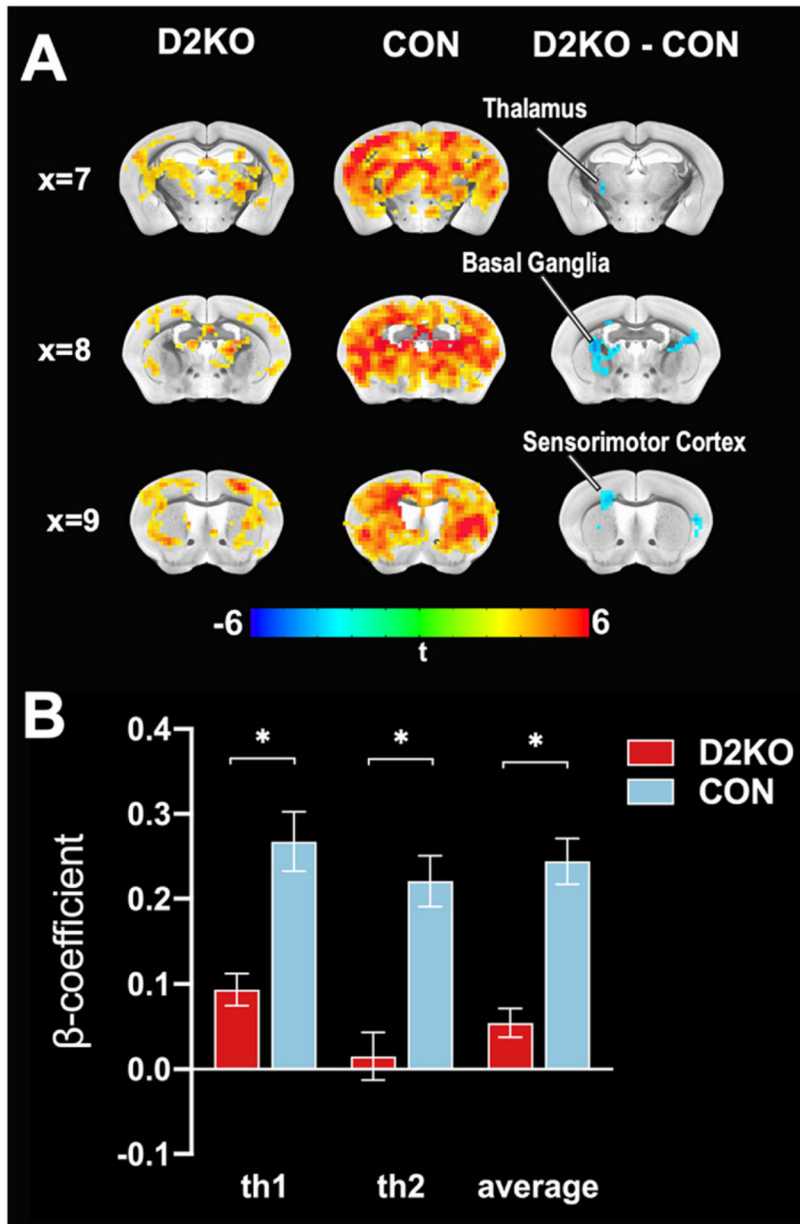 A
D2KO CON D2KO - CON
Thalamus
x=7
Basal Ganglia
x=8
Sensorimotor Cortex
x=9
-6 6
t
B
0.4
* * *
D2KO
CON
0.3
0.2
0.1
0.0
-0.1
β-coefficient
th1 th2 average